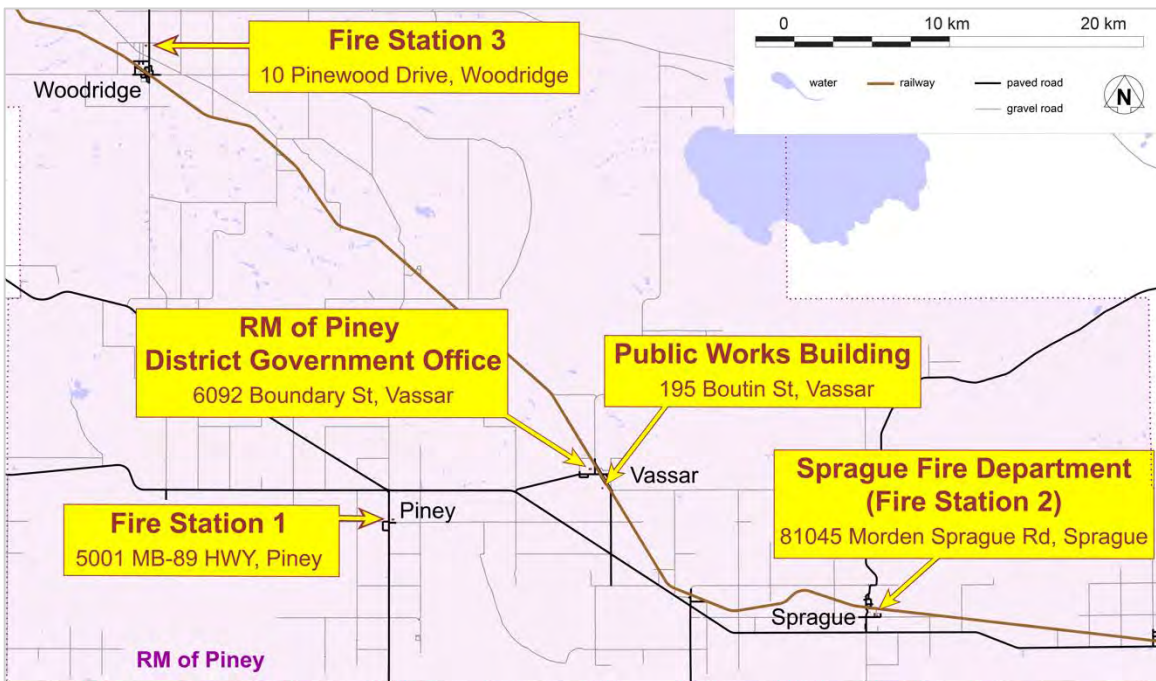 Fire Station 3
10 Pinewood Drive, Woodridge
Woodridge
0 10 km 20 km
water railway paved road
gravel road
N
RM of Piney
District Government Office
6092 Boundary St, Vassar
Public Works Building
195 Boutin St, Vassar
Vassar
Sprague Fire Department
(Fire Station 2)
81045 Morden Sprague Rd, Sprague
Fire Station 1
5001 MB-89 HWY, Piney
Piney
Sprague
RM of Piney